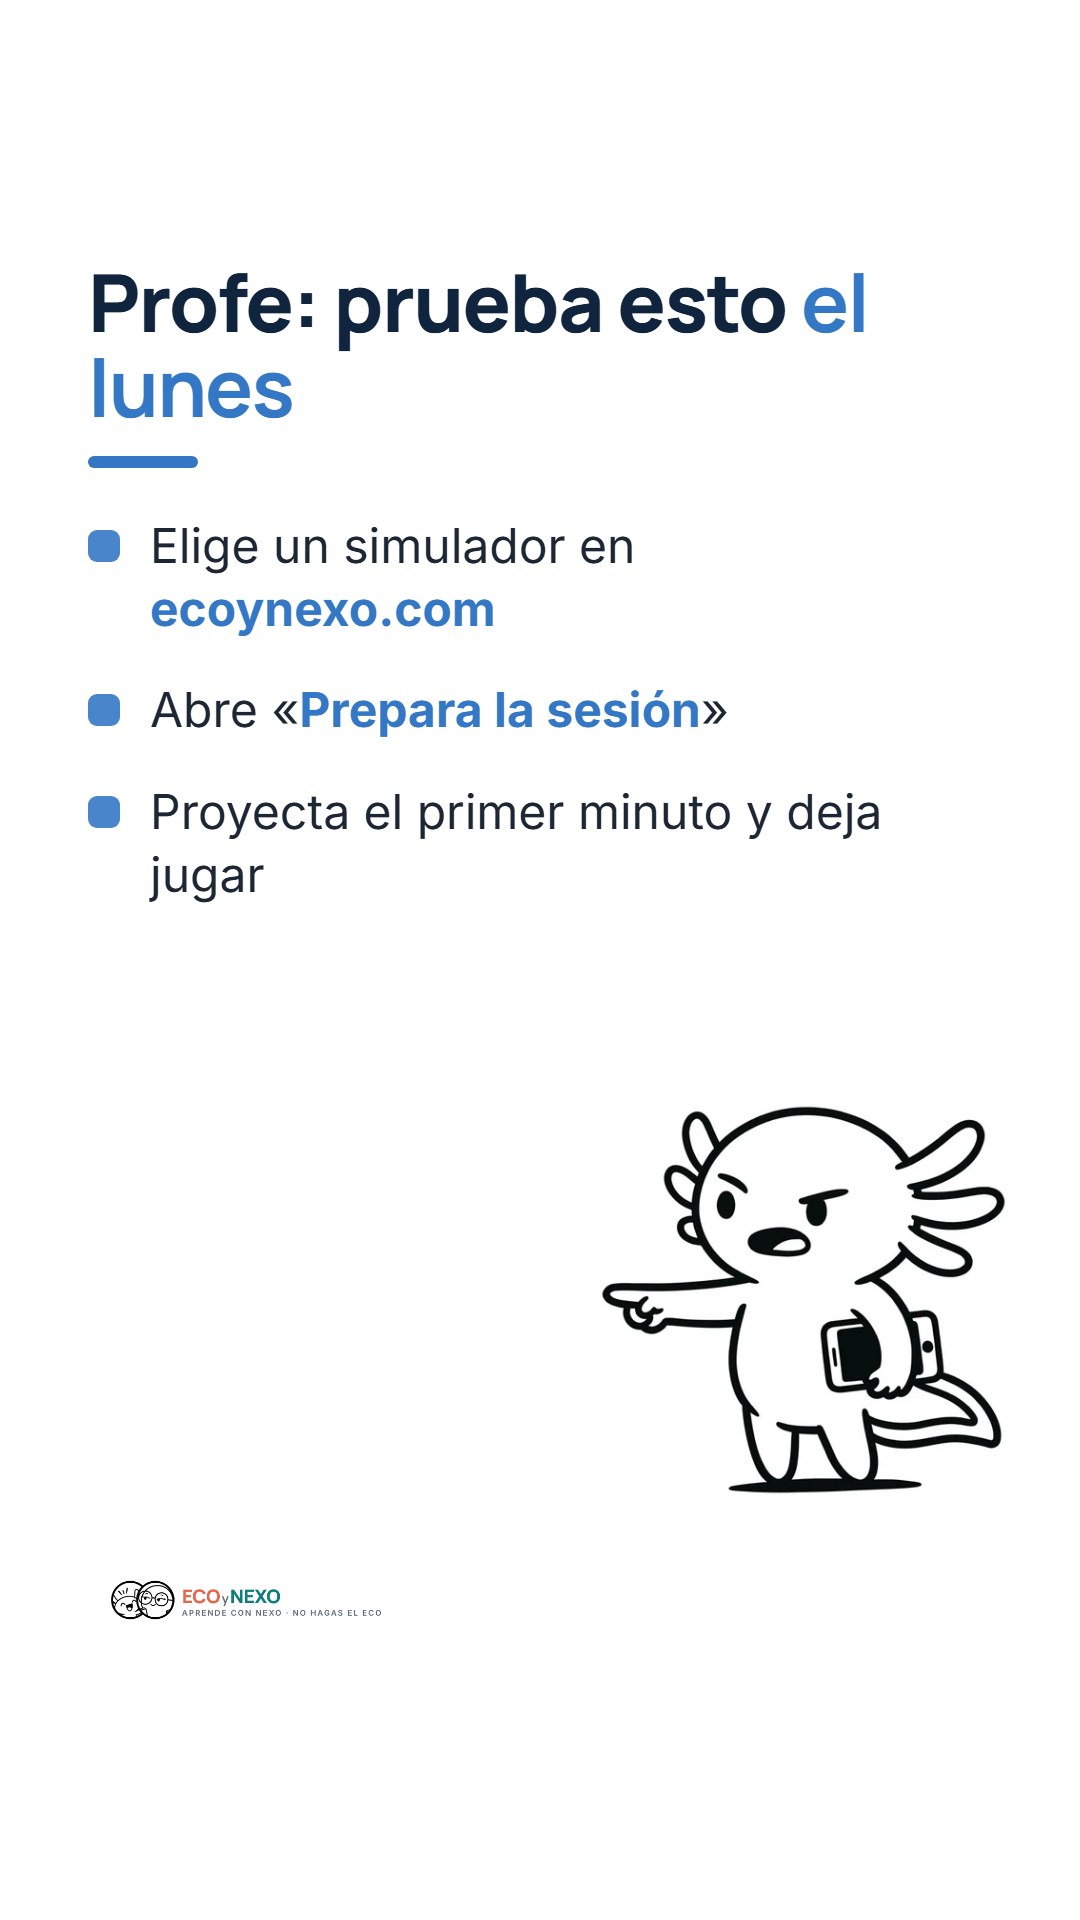 Profe: prueba esto el
lunes
Elige un simulador en
ecoynexo.com
Abre «Prepara la sesión»
Proyecta el primer minuto y deja
jugar
ECOyNEXO
APRENDE CON NEXO · NO HAGAS EL ECO